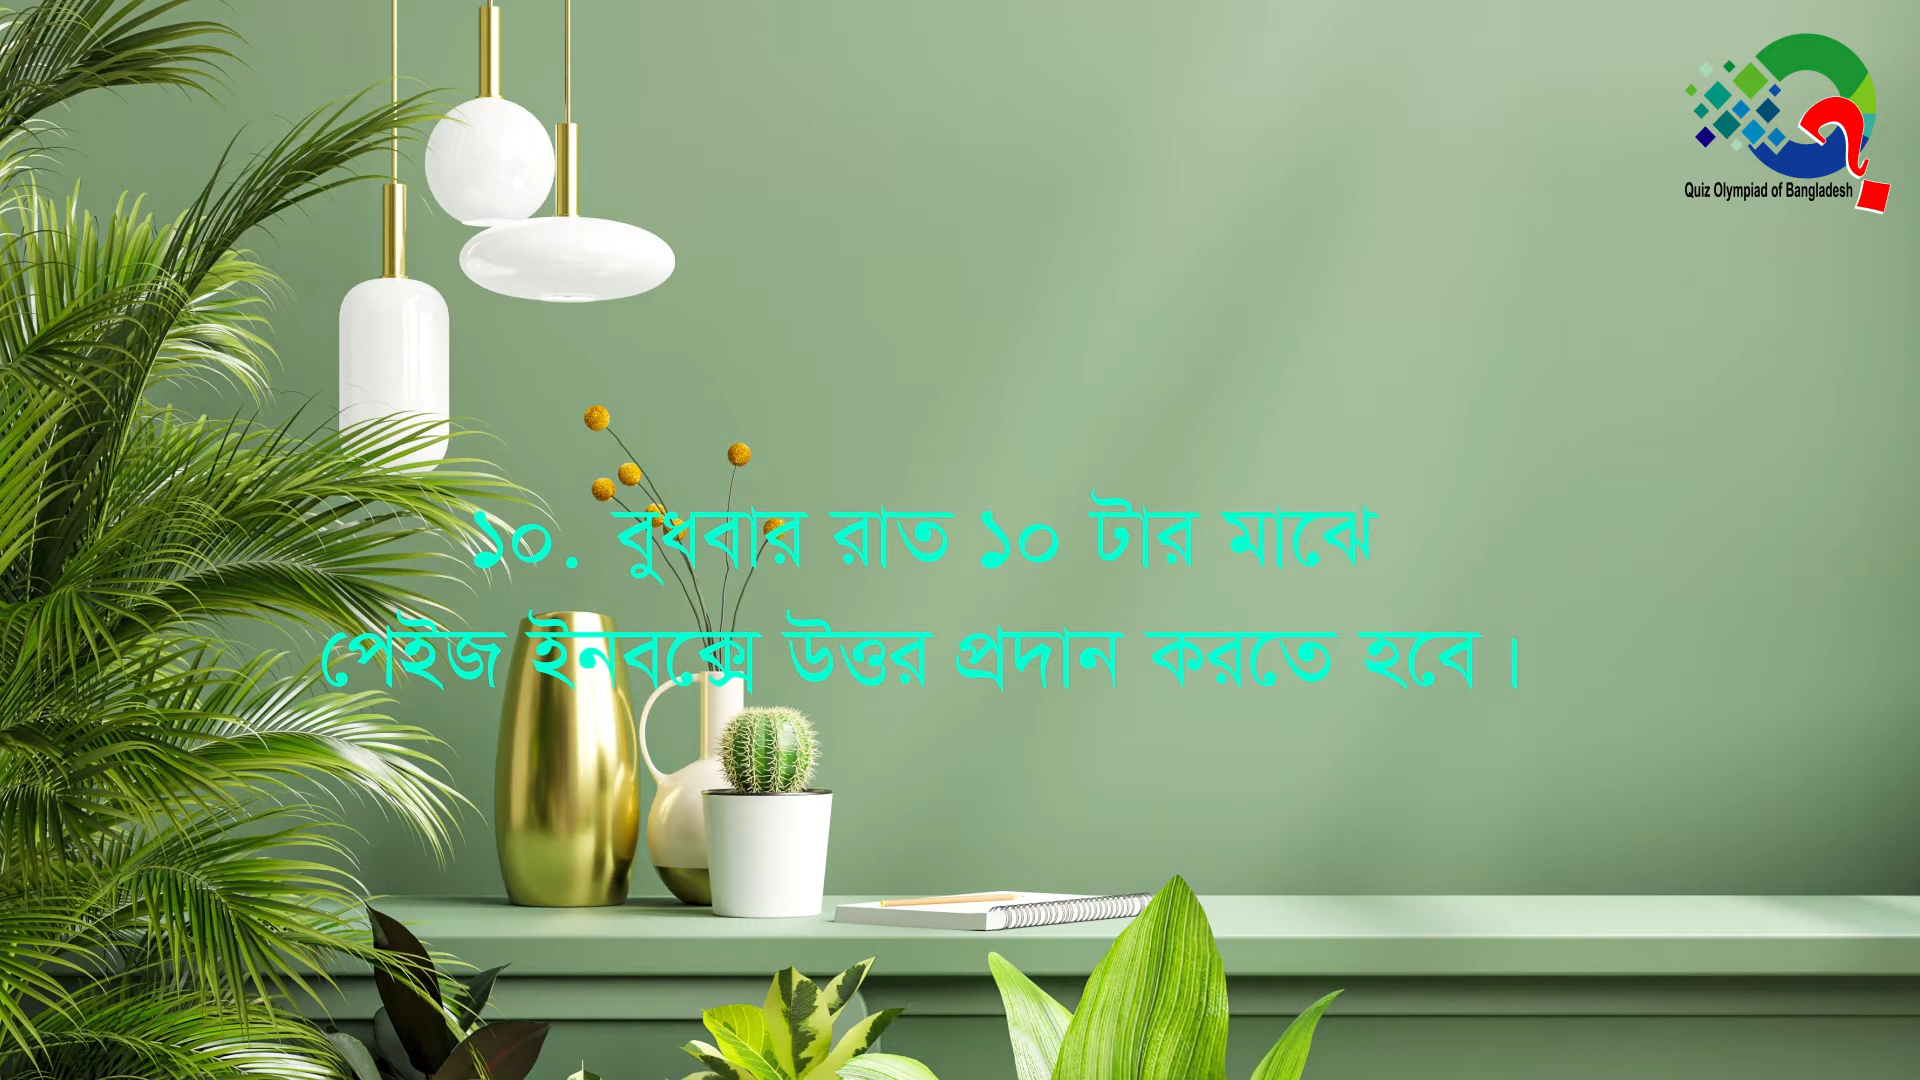 Quiz Olympiad of Bangladesh
১০. বুধবার রাত ১০ টার মাঝে
পেইজ ইনবক্সে উত্তর প্রদান করতে হবে।